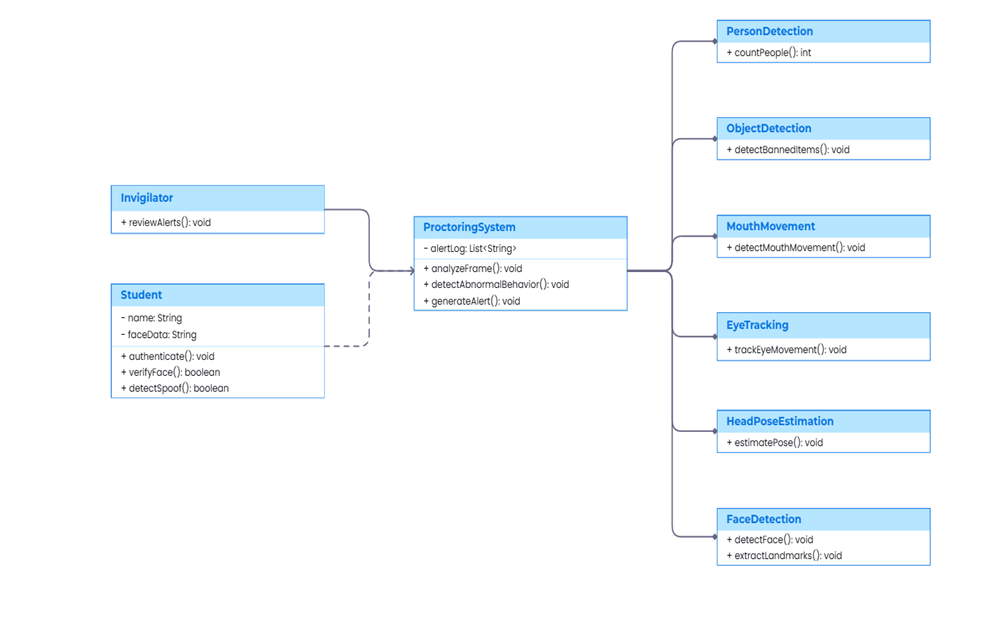 PersonDetection
+ countPeople(): int
ObjectDetection
+ detectBannedItems(): void
Invigilator
+ reviewAlerts(): void
MouthMovement
+ detectMouthMovement(): void
ProctoringSystem
- alertLog: List<String>
+ analyzeFrame(): void
+ detectAbnormalBehavior(): void
+ generateAlert(): void
Student
- name: String
- faceData: String
+ authenticate(): void
+ verifyFace(): boolean
+ detectSpoof(): boolean
EyeTracking
+ trackEyeMovement(): void
HeadPoseEstimation
+ estimatePose(): void
FaceDetection
+ detectFace(): void
+ extractLandmarks(): void